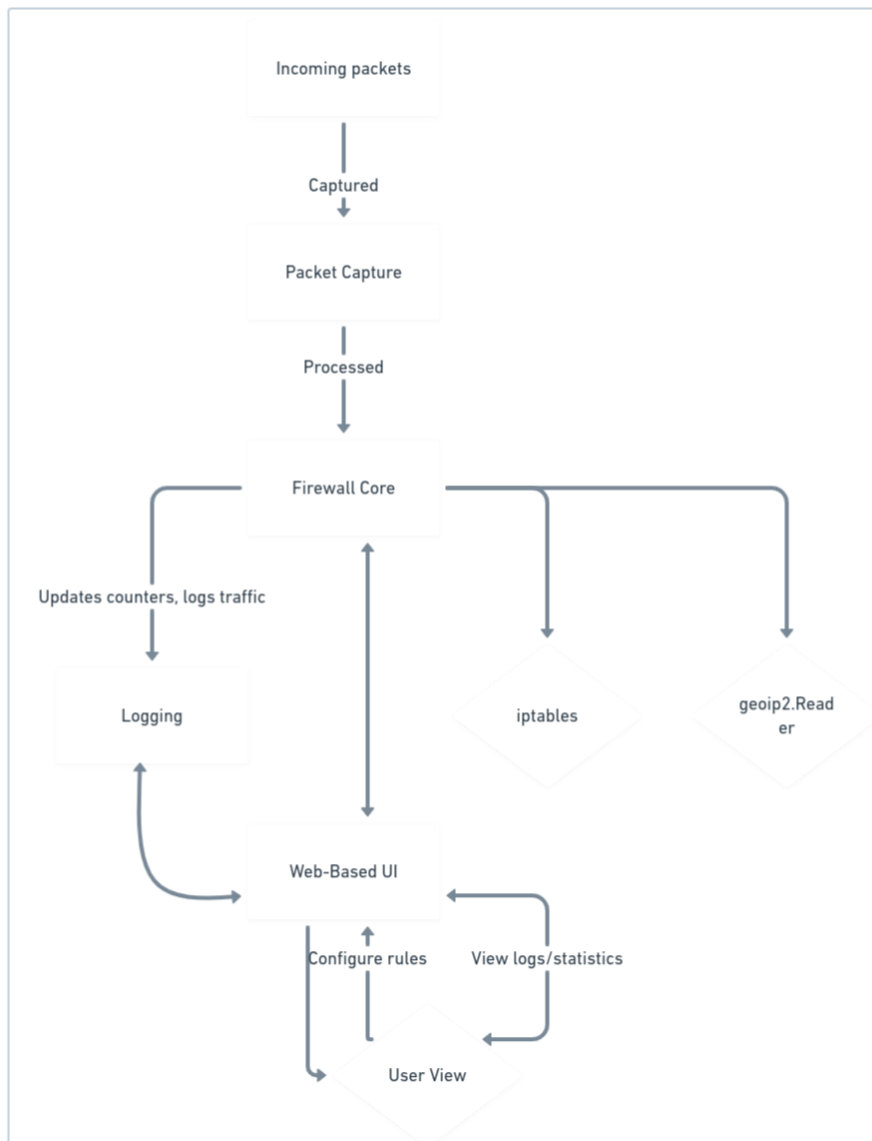 Incoming packets
Captured
Packet Capture
Processed
Firewall Core
Updates counters, logs traffic
Logging
iptables
geoip2.Read
er
Web-Based UI
Configure rules
View logs/statistics
User View